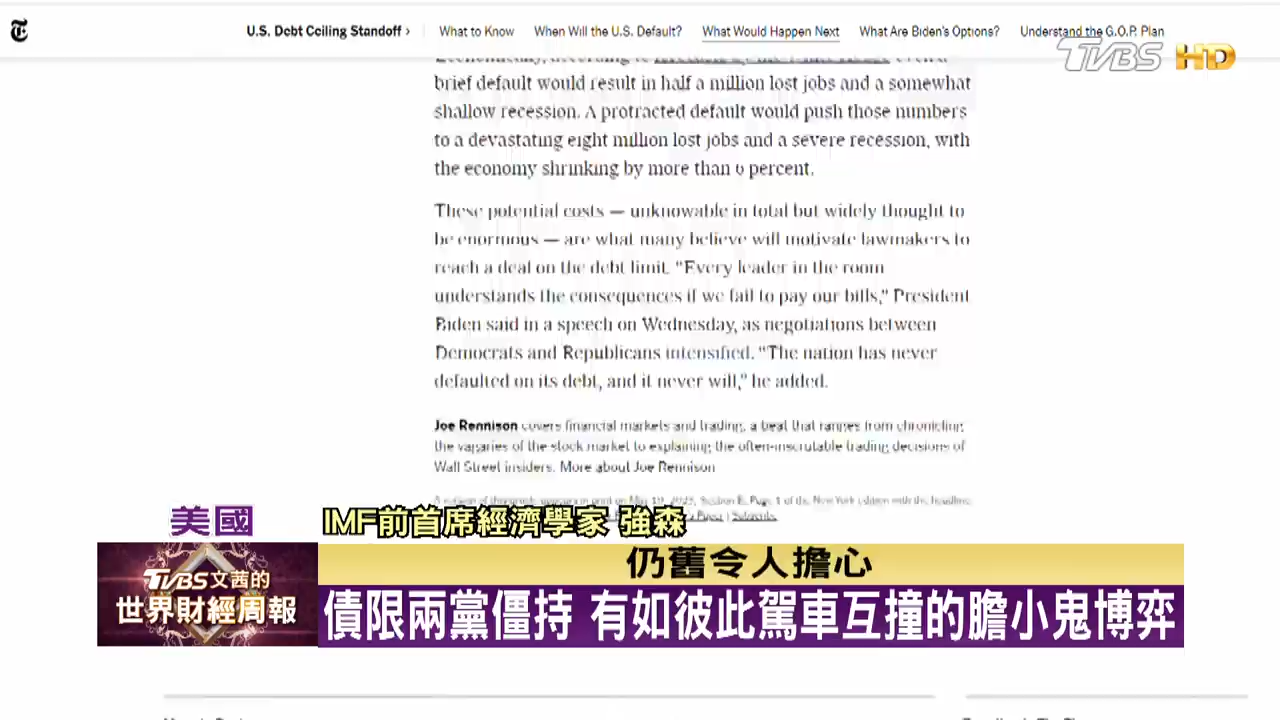 U.S. Debt Ceiling Standoff ›
What to Know
When Will the U.S. Default?
What Would Happen Next
What Are Biden's Options?
Understand the G.O.P. Plan
TVBS HD
brief default would result in half a million lost jobs and a somewhat
shallow recession. A protracted default would push those numbers
to a devastating eight million lost jobs and a severe recession, with
the economy shrinking by more than 6 percent.
These potential costs — unknowable in total but widely thought to
be enormous — are what many believe will motivate lawmakers to
reach a deal on the debt limit. “Every leader in the room
understands the consequences if we fail to pay our bills,” President
Biden said in a speech on Wednesday, as negotiations between
Democrats and Republicans intensified. “The nation has never
defaulted on its debt, and it never will,” he added.
Joe Rennison covers financial markets and trading, a beat that ranges from chronicling
the vagaries of the stock market to explaining the often-inscrutable trading decisions of
Wall Street insiders. More about Joe Rennison
美國
IMF前首席經濟學家 強森
仍舊令人擔心
TVBS文茜的
世界財經周報
債限兩黨僵持 有如彼此駕車互撞的膽小鬼博弈